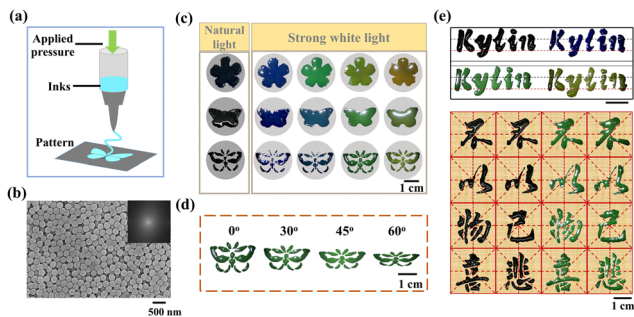 (a)
Applied
pressure
Inks
Pattern
(b)
500 nm
(c)
Natural
light
Strong white light
1 cm
(d)
0°
30°
45°
60°
1 cm
(e)
Kylin Kylin
Kylin Kylin
不 不 不 不
以 以 以 以
物 己 物 己
喜 悲 喜 悲